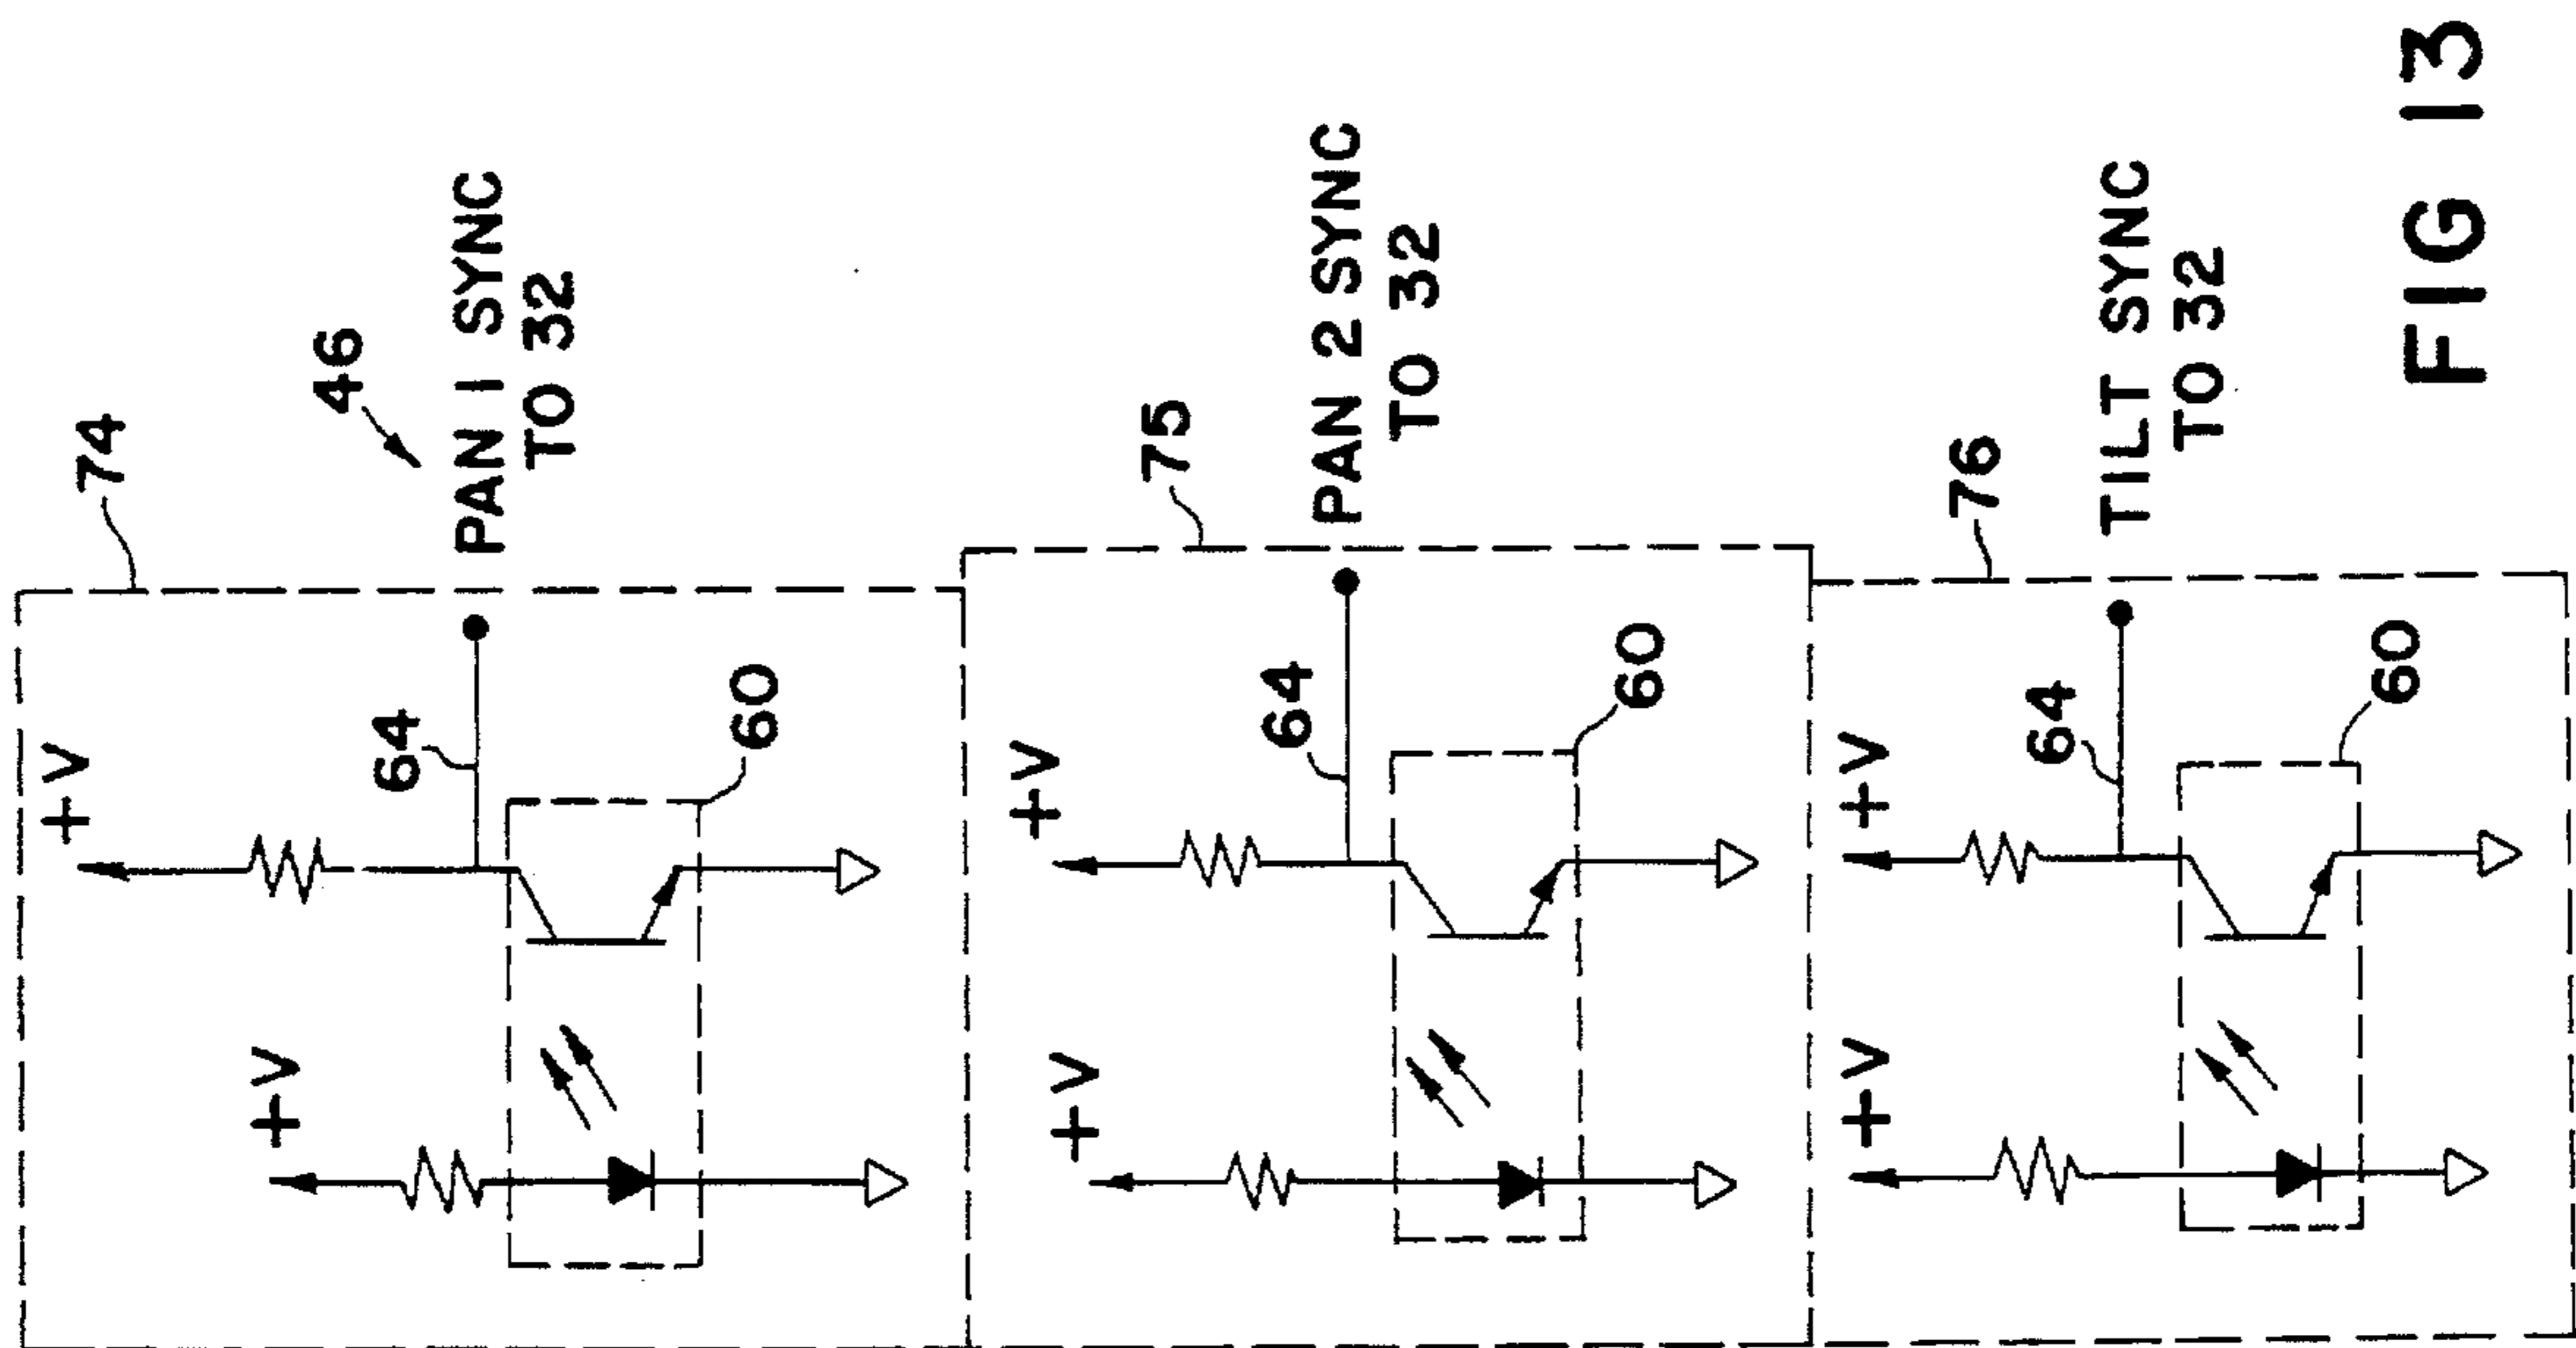 +V
74
+V
46
64
PAN 1 SYNC
TO 32
60
+V
+V
75
64
PAN 2 SYNC
TO 32
60
+V
+V
76
64
TILT SYNC
TO 32
60
FIG 13